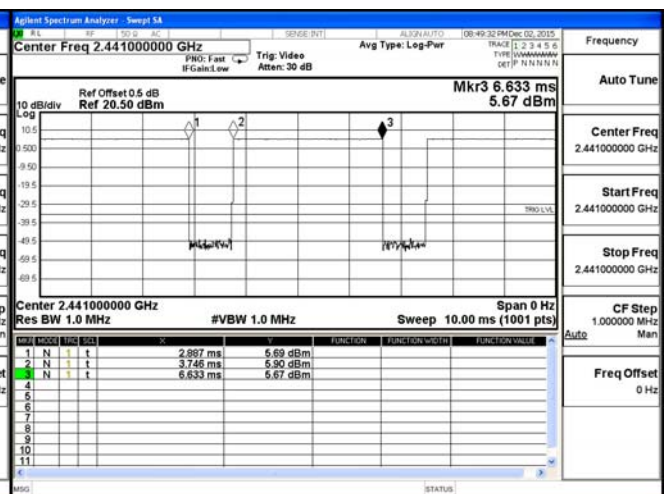 Agilent Spectrum Analyzer - Swept SA
RL RF 50 Ω AC SENSE:INT ALIGN AUTO 08:49:32 PM Dec 02, 2015
Center Freq 2.441000000 GHz
PNO: Fast
IFGain:Low
Trig: Video
Atten: 30 dB
Avg Type: Log-Pwr
TRACE 1 2 3 4 5 6
TYPE
DET P N N N N N
Ref Offset 0.5 dB
10 dB/div Ref 20.50 dBm
Log
Mkr3 6.633 ms
5.67 dBm
1
2
3
10.5
0.500
-9.50
-19.5
-29.5
-39.5
-49.5
-59.5
-69.5
TRIG LVL
Center 2.441000000 GHz Span 0 Hz
Res BW 1.0 MHz #VBW 1.0 MHz Sweep 10.00 ms (1001 pts)
MKR MODE TRC SCL X Y FUNCTION FUNCTION WIDTH FUNCTION VALUE
1 N 1 t 2.887 ms 5.69 dBm
2 N 1 t 3.746 ms 5.90 dBm
3 N 1 t 6.633 ms 5.67 dBm
4
5
6
7
8
9
10
11
MSG STATUS
Frequency
Auto Tune
Center Freq
2.441000000 GHz
Start Freq
2.441000000 GHz
Stop Freq
2.441000000 GHz
CF Step
1.000000 MHz
Auto Man
Freq Offset
0 Hz